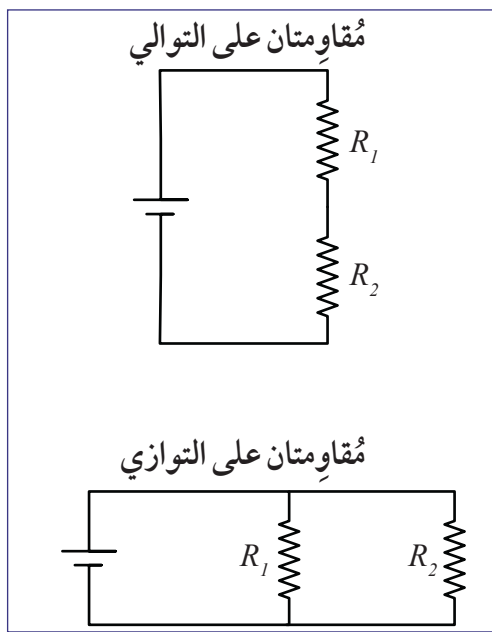 مُقاوِمتان على التوالي
R₁
R₂
مُقاوِمتان على التوازي
R₁ R₂